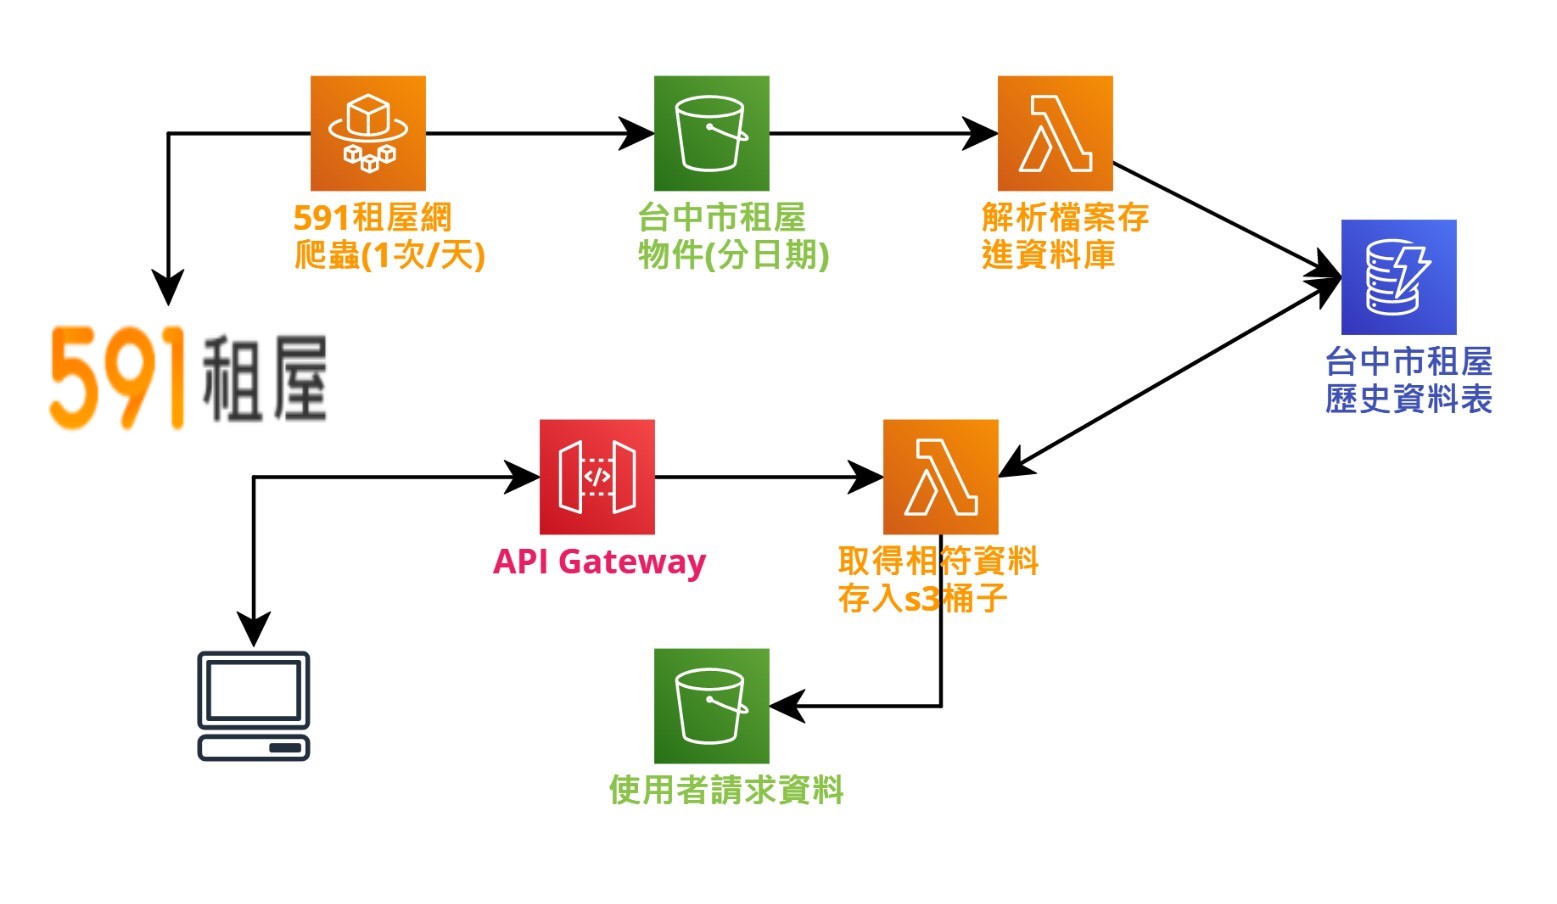 591租屋網
爬蟲(1次/天)
台中市租屋
物件(分日期)
解析檔案存
進資料庫
台中市租屋
歷史資料表
591租屋
</>
API Gateway
取得相符資料
存入s3桶子
使用者請求資料